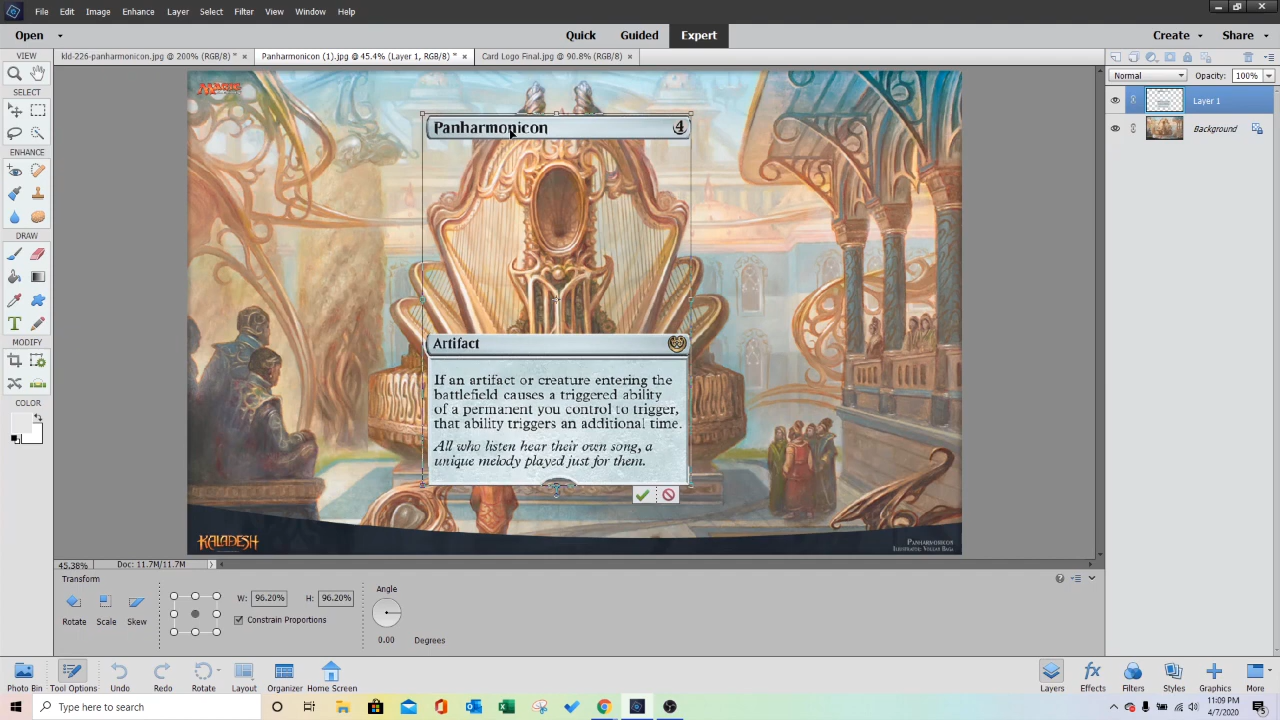 File Edit Image Enhance Layer Select Filter View Window Help
Open Quick Guided Expert Create Share
VIEW kld-226-panharmonicon.jpg @ 200% (RGB/8) * × Panharmonicon (1).jpg @ 45.4% (Layer 1, RGB/8) * × Card Logo Final.jpg @ 90.8% (RGB/8) ×
Normal Opacity: 100%
Layer 1
Background
SELECT
ENHANCE
DRAW
MODIFY
COLOR
Panharmonicon 4
Artifact
If an artifact or creature entering the
battlefield causes a triggered ability
of a permanent you control to trigger,
that ability triggers an additional time.
All who listen hear their own song, a
unique melody played just for them.
KALADESH
PANHARMONICON
45.38% Doc: 11.7M/11.7M
Transform
Rotate Scale Skew
W: 96.20% H: 96.20%
Constrain Proportions
Angle
0.00 Degrees
Photo Bin Tool Options Undo Redo Rotate Layout Organizer Home Screen Layers Effects Filters Styles Graphics More
Type here to search
11:09 PM
4/7/2020
5